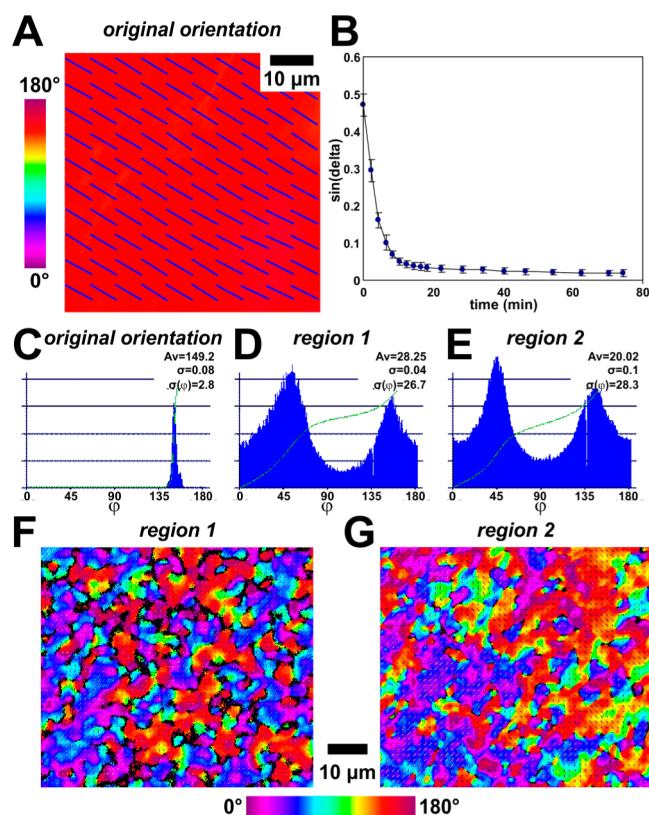 A
original orientation
10 µm
180°
0°
B
0.6
0.5
0.4
0.3
0.2
0.1
0
sin(delta)
0 20 40 60 80
time (min)
C
original orientation
Av=149.2
σ=0.08
σ(φ)=2.8
0 45 90 135 180
φ
D
region 1
Av=28.25
σ=0.04
σ(φ)=26.7
0 45 90 135 180
φ
E
region 2
Av=20.02
σ=0.1
σ(φ)=28.3
0 45 90 135 180
φ
F
region 1
G
region 2
10 µm
0° 180°